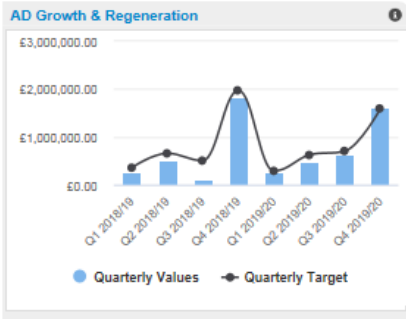 AD Growth & Regeneration
£3,000,000.00
£2,000,000.00
£1,000,000.00
£0.00
Q1 2018/19
Q2 2018/19
Q3 2018/19
Q4 2018/19
Q1 2019/20
Q2 2019/20
Q3 2019/20
Q4 2019/20
Quarterly Values
Quarterly Target